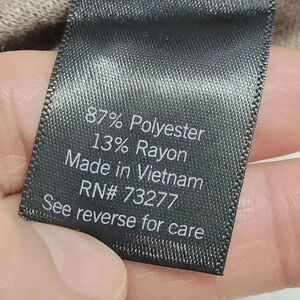 87% Polyester
13% Rayon
Made in Vietnam
RN# 73277
See reverse for care